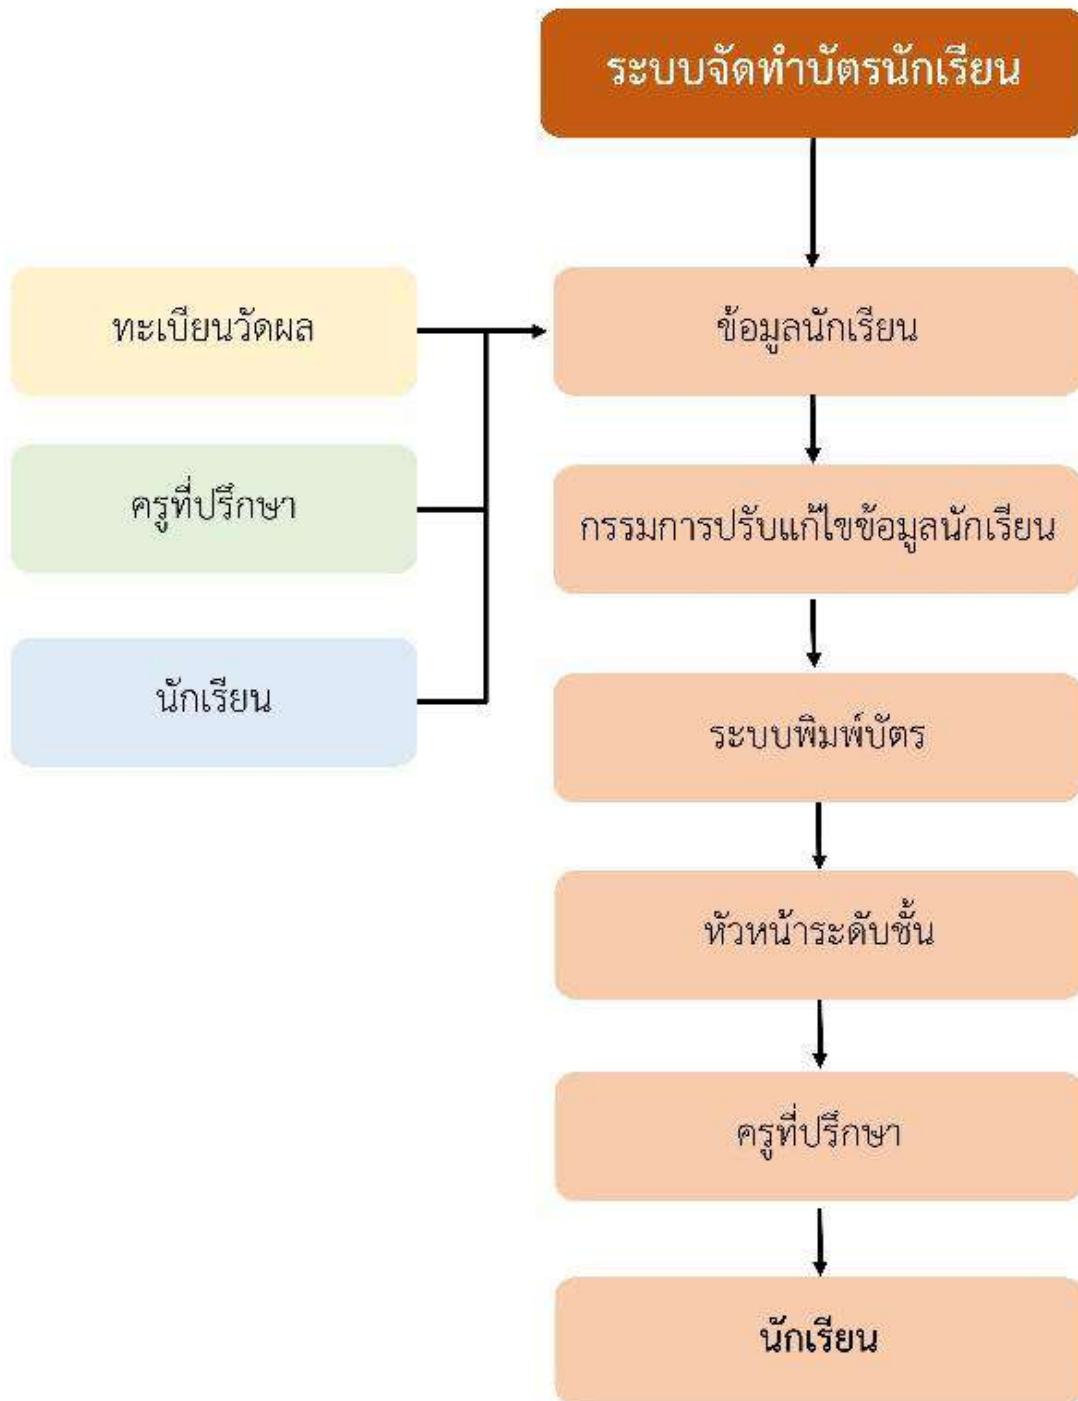 ระบบจัดทำบัตรนักเรียน
ทะเบียนวัดผล
ข้อมูลนักเรียน
ครูที่ปรึกษา
กรรมการปรับแก้ไขข้อมูลนักเรียน
นักเรียน
ระบบพิมพ์บัตร
หัวหน้าระดับชั้น
ครูที่ปรึกษา
นักเรียน